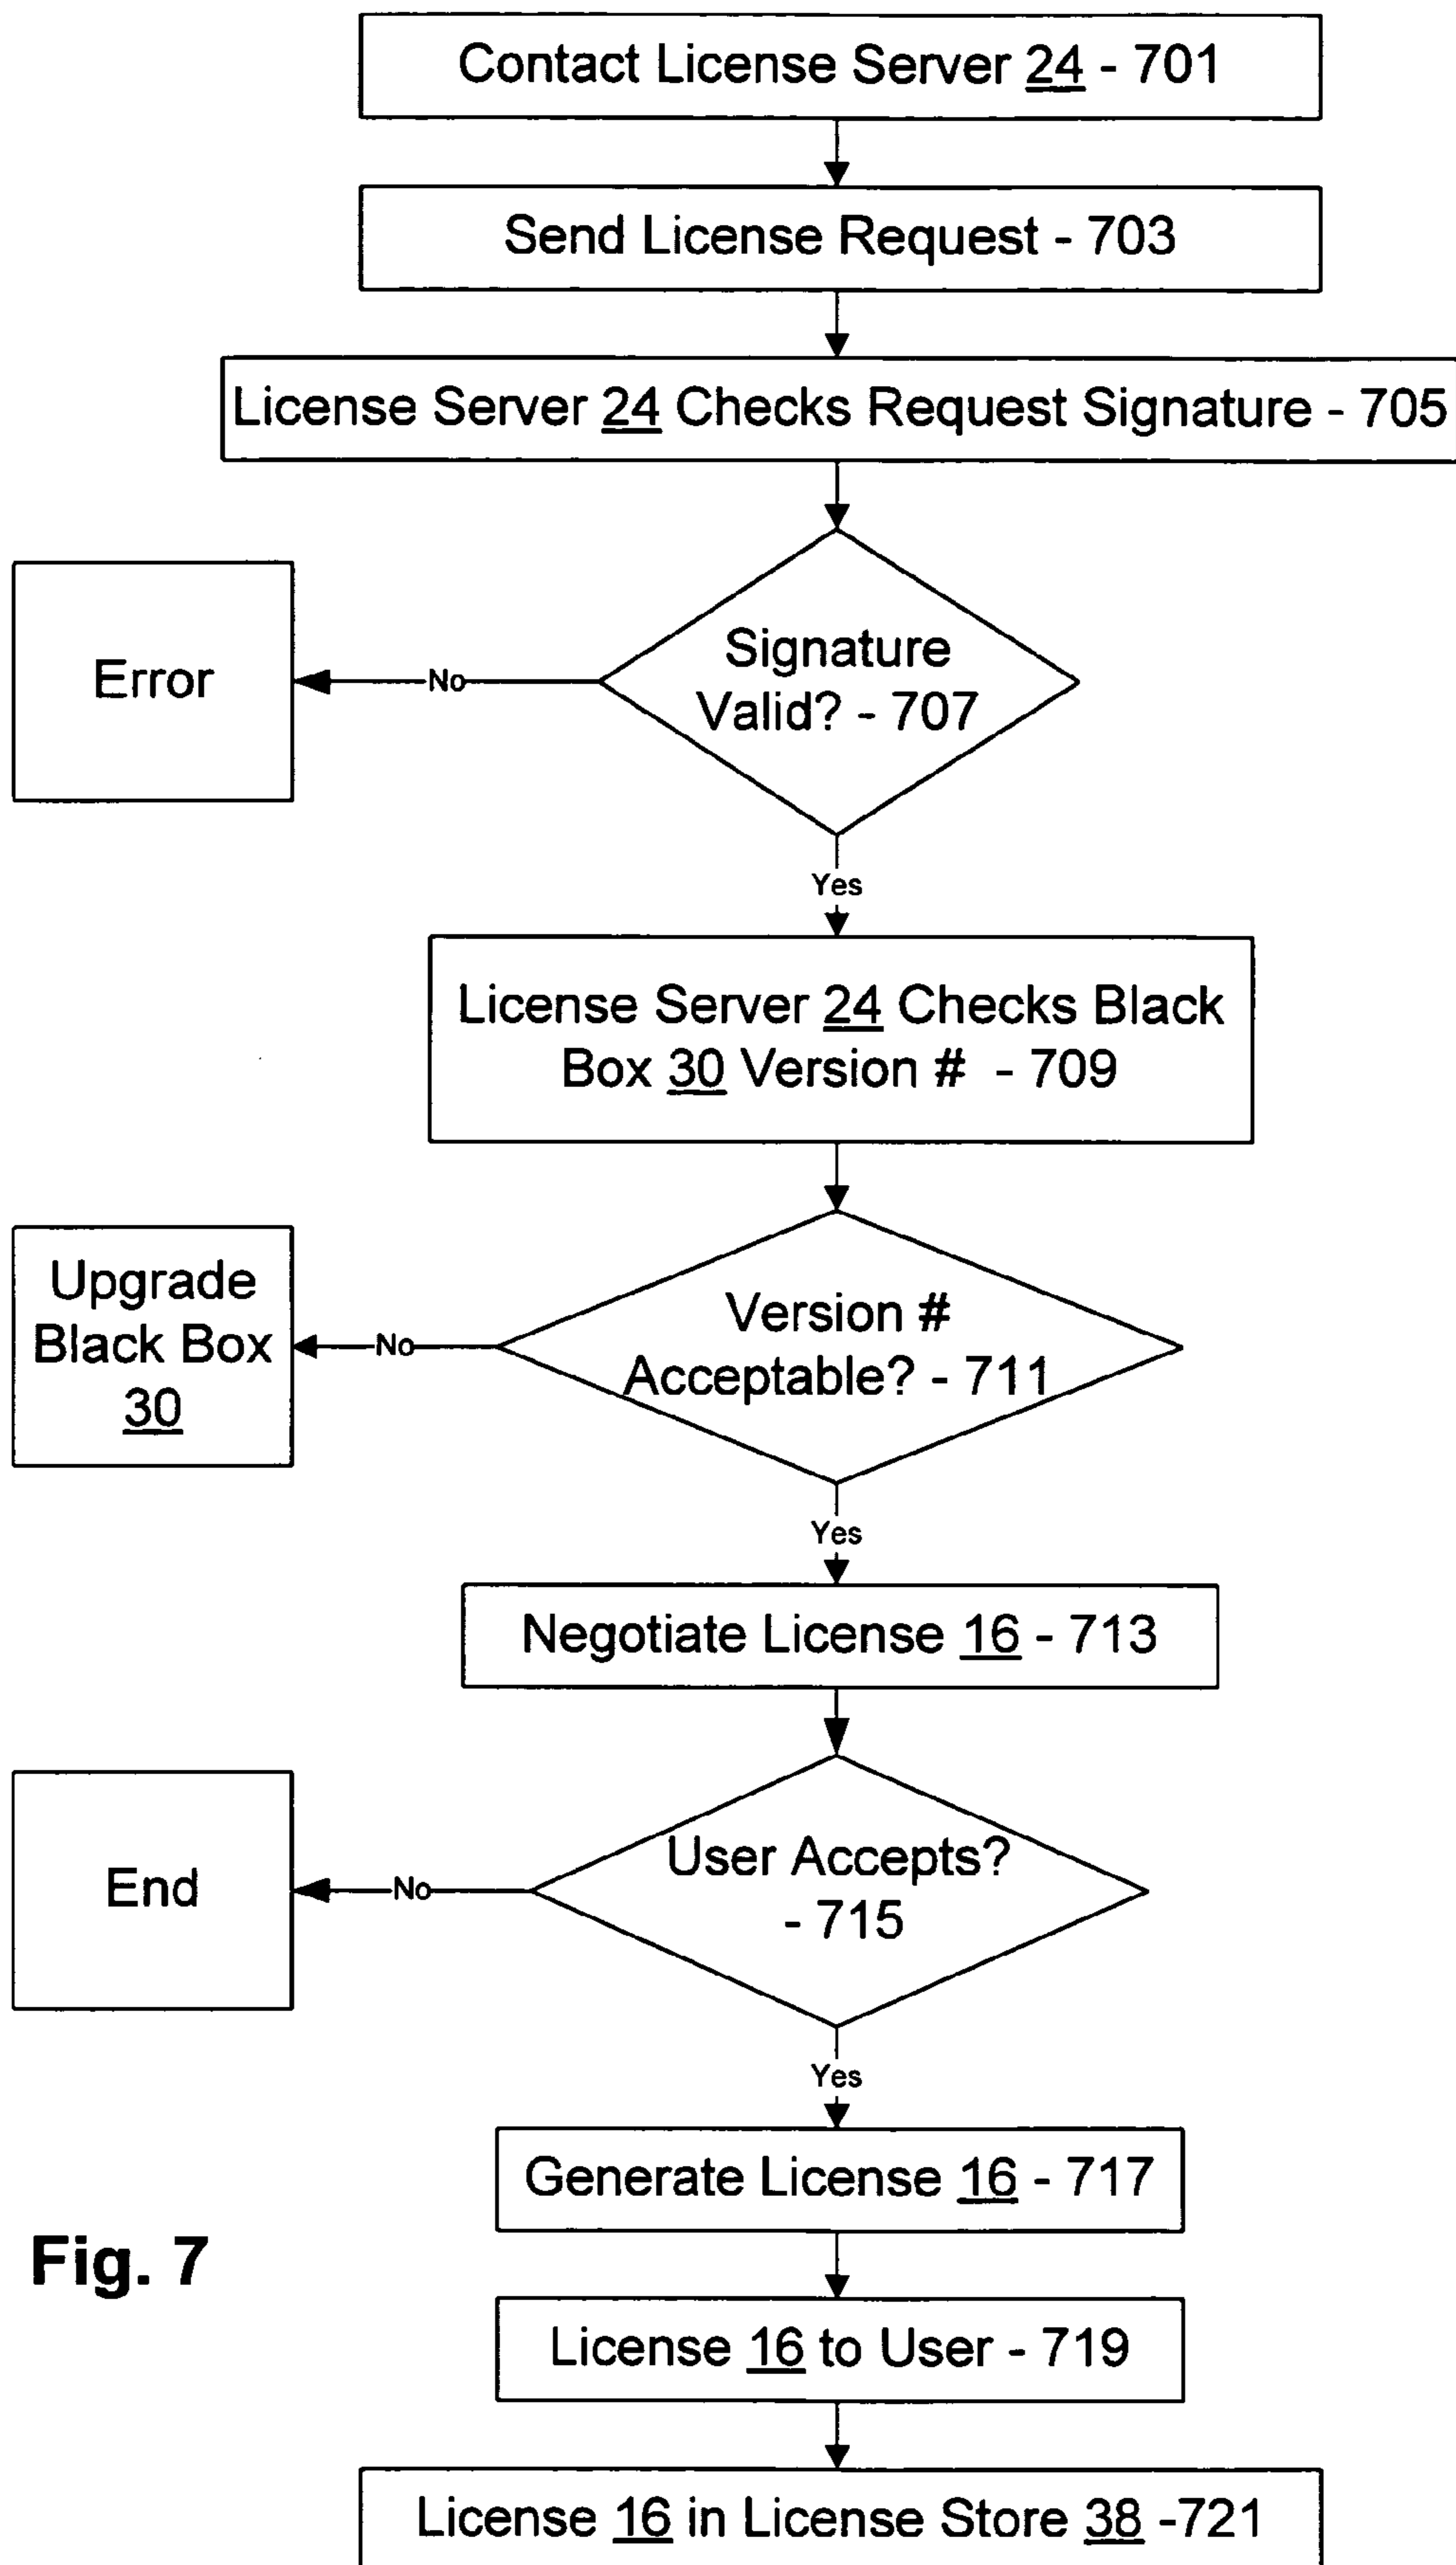 Contact License Server 24 - 701
Send License Request - 703
License Server 24 Checks Request Signature - 705
Signature
Valid? - 707
No
Error
Yes
License Server 24 Checks Black
Box 30 Version # - 709
Version #
Acceptable? - 711
No
Upgrade
Black Box
30
Yes
Negotiate License 16 - 713
User Accepts?
- 715
No
End
Yes
Generate License 16 - 717
Fig. 7
License 16 to User - 719
License 16 in License Store 38 -721